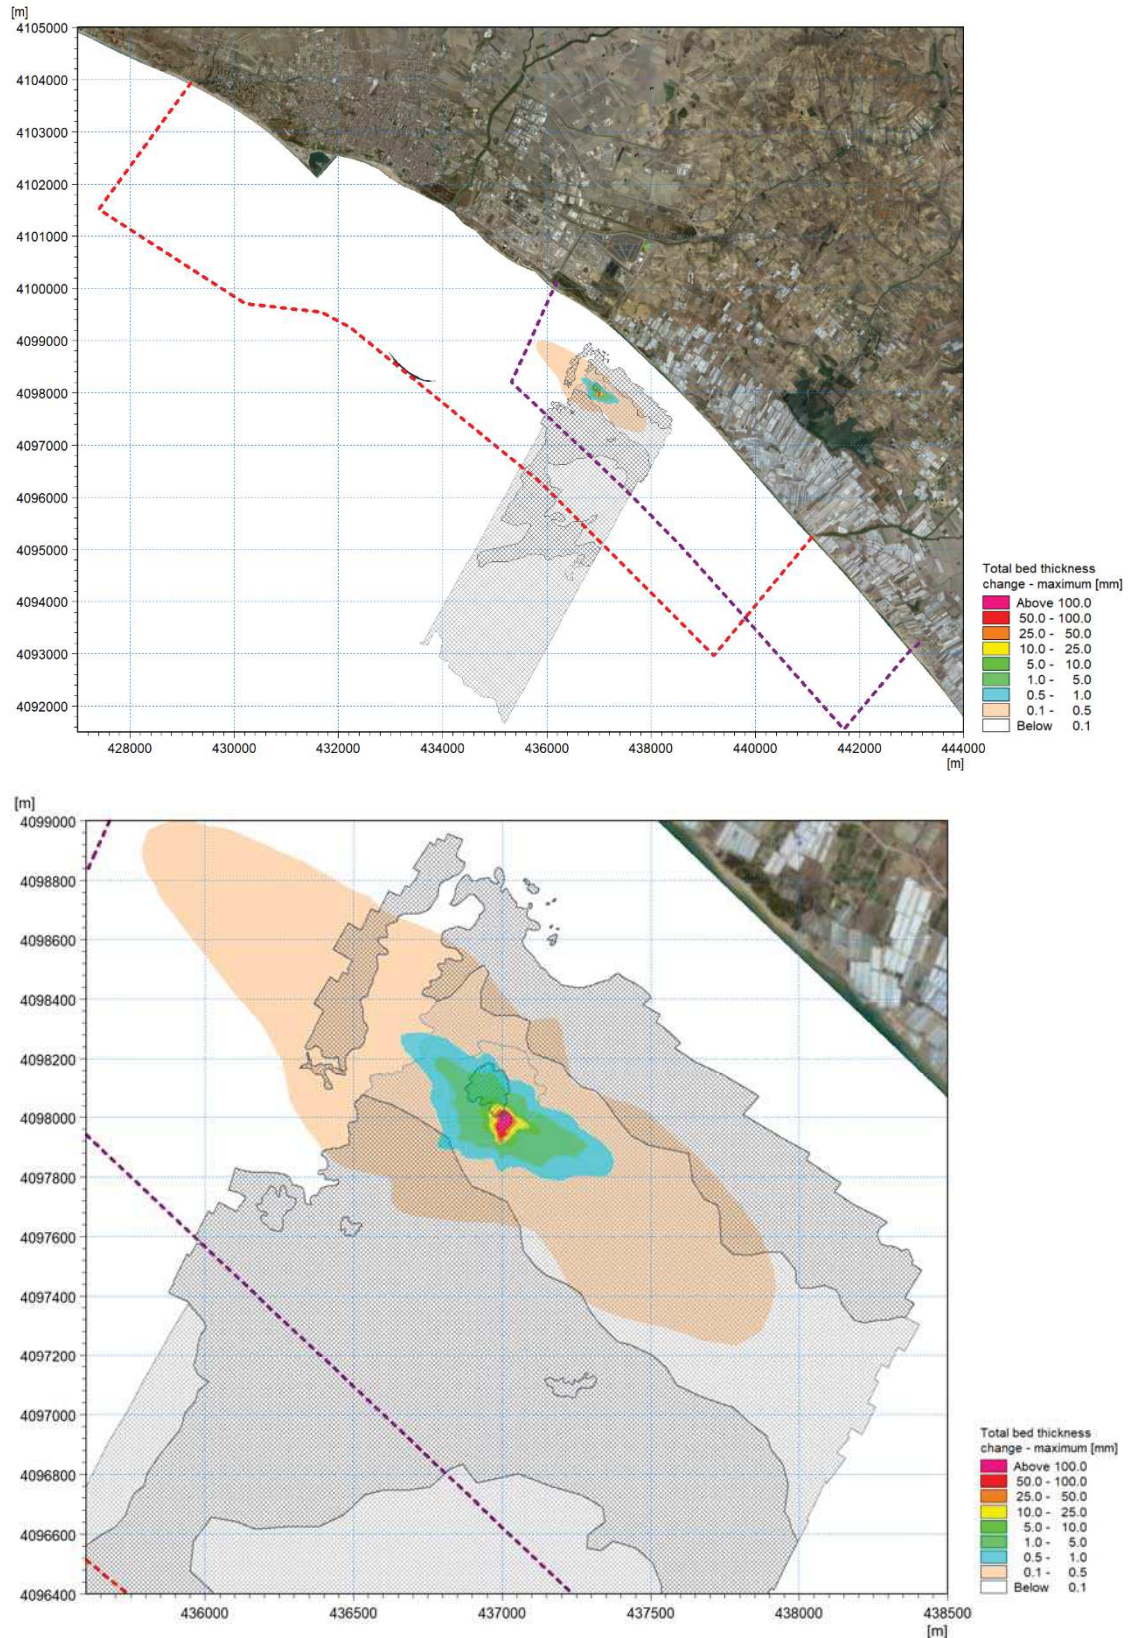 [m]
4105000
4104000
4103000
4102000
4101000
4100000
4099000
4098000
4097000
4096000
4095000
4094000
4093000
4092000
428000 430000 432000 434000 436000 438000 440000 442000 444000
[m]
Total bed thickness
change - maximum [mm]
Above 100.0
50.0 - 100.0
25.0 - 50.0
10.0 - 25.0
5.0 - 10.0
1.0 - 5.0
0.5 - 1.0
0.1 - 0.5
Below 0.1
[m]
4099000
4098800
4098600
4098400
4098200
4098000
4097800
4097600
4097400
4097200
4097000
4096800
4096600
4096400
436000 436500 437000 437500 438000 438500
[m]
Total bed thickness
change - maximum [mm]
Above 100.0
50.0 - 100.0
25.0 - 50.0
10.0 - 25.0
5.0 - 10.0
1.0 - 5.0
0.5 - 1.0
0.1 - 0.5
Below 0.1